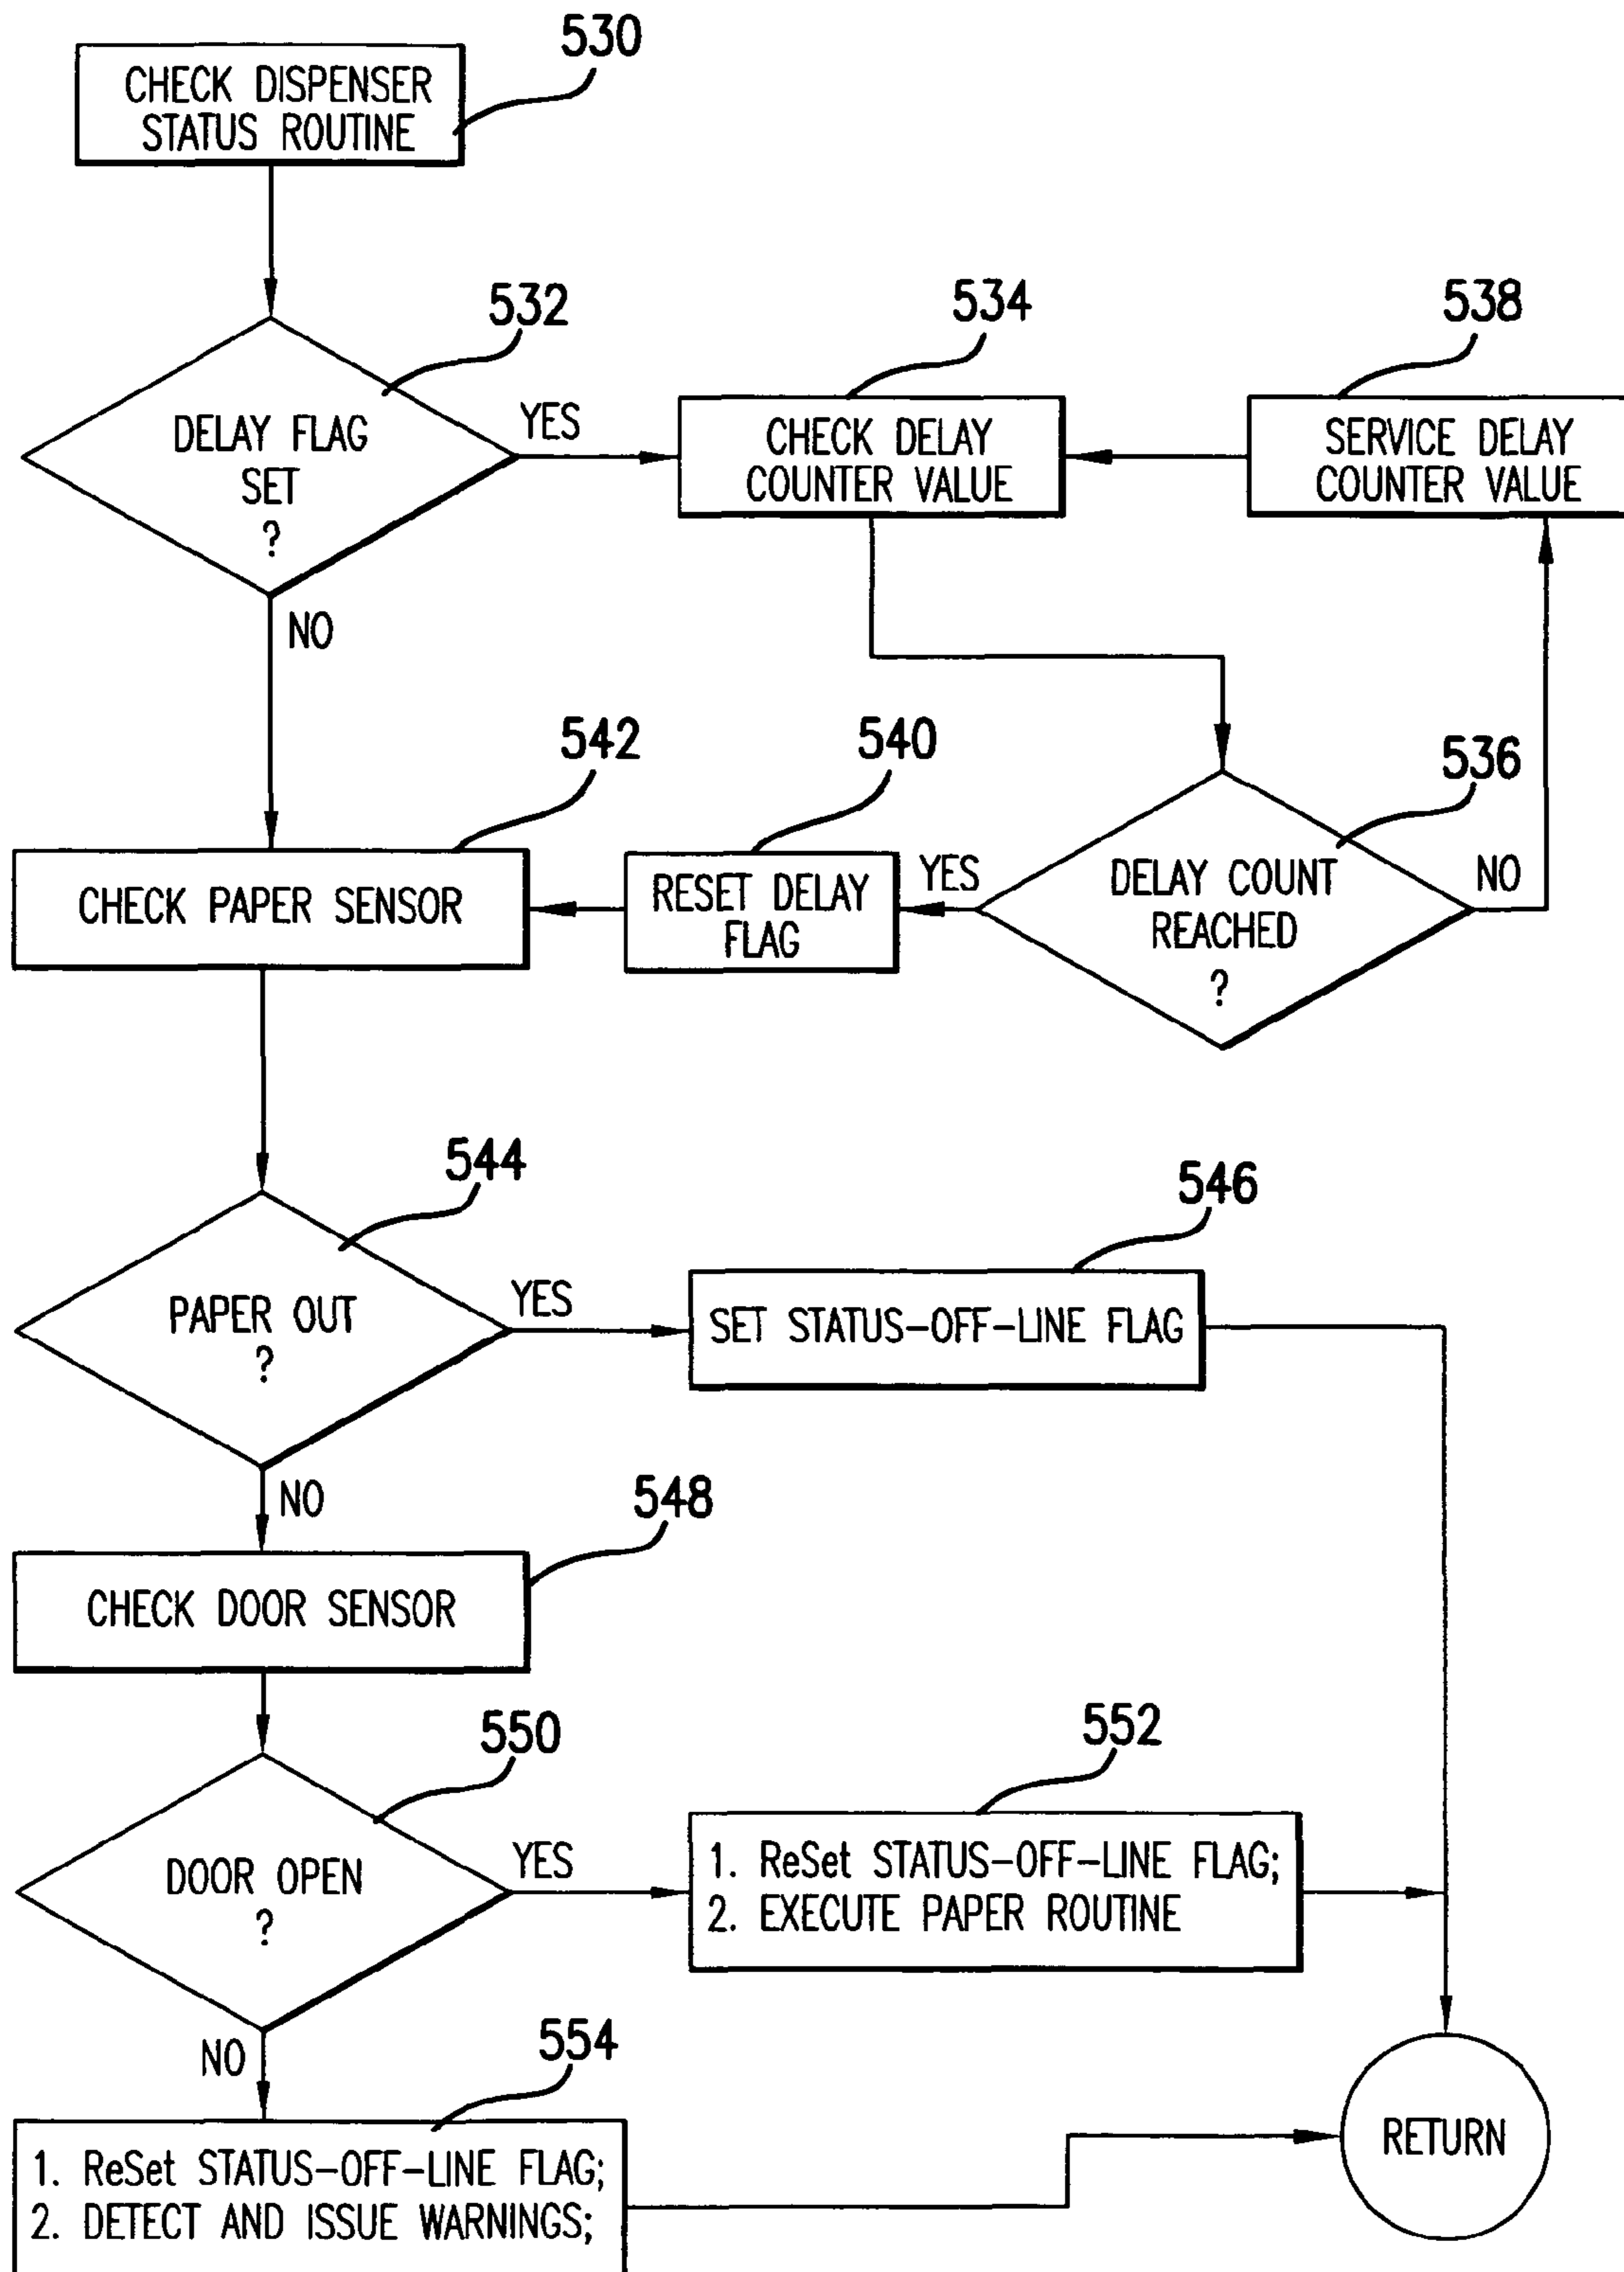 530
CHECK DISPENSER
STATUS ROUTINE
532
DELAY FLAG
SET
?
YES
NO
534
CHECK DELAY
COUNTER VALUE
538
SERVICE DELAY
COUNTER VALUE
542
CHECK PAPER SENSOR
540
RESET DELAY
FLAG
YES
536
DELAY COUNT
REACHED
?
NO
544
PAPER OUT
?
YES
NO
546
SET STATUS-OFF-LINE FLAG
548
CHECK DOOR SENSOR
550
DOOR OPEN
?
YES
NO
552
1. ReSet STATUS-OFF-LINE FLAG;
2. EXECUTE PAPER ROUTINE
554
1. ReSet STATUS-OFF-LINE FLAG;
2. DETECT AND ISSUE WARNINGS;
RETURN